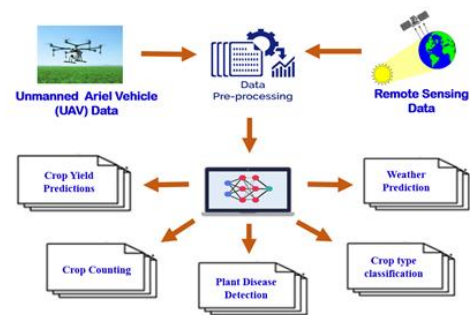 Data
Pre-processing
Unmanned Ariel Vehicle
(UAV) Data
Remote Sensing
Data
Crop Yield
Predictions
Weather
Prediction
Crop Counting
Plant Disease
Detection
Crop type
classification